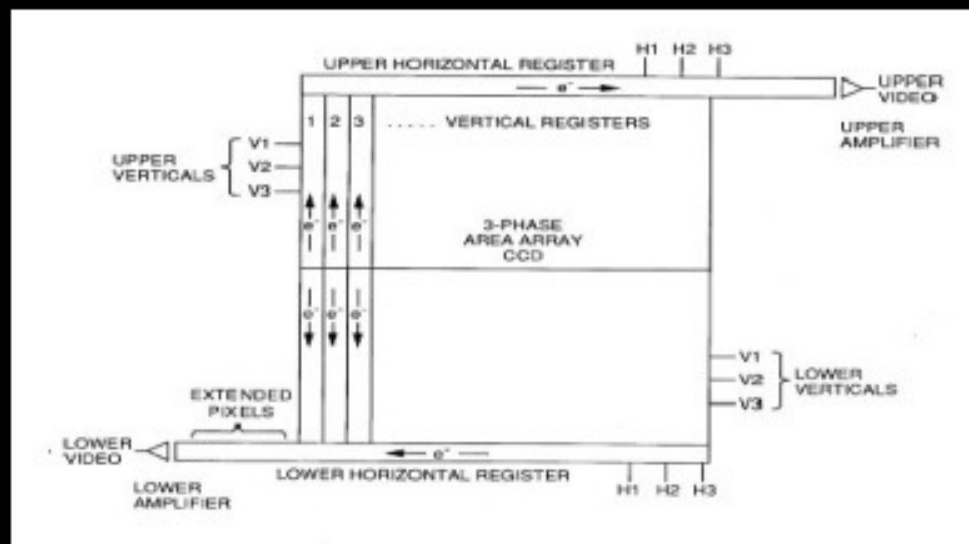 H1 H2 H3
UPPER HORIZONTAL REGISTER
e⁻
UPPER
VIDEO
UPPER
AMPLIFIER
1 2 3 ..... VERTICAL REGISTERS
UPPER
VERTICALS
V1
V2
V3
e⁻ e⁻ e⁻
3-PHASE
AREA ARRAY
CCD
e⁻ e⁻ e⁻
V1
V2
V3
LOWER
VERTICALS
EXTENDED
PIXELS
LOWER
VIDEO
e⁻
LOWER HORIZONTAL REGISTER
LOWER
AMPLIFIER
H1 H2 H3